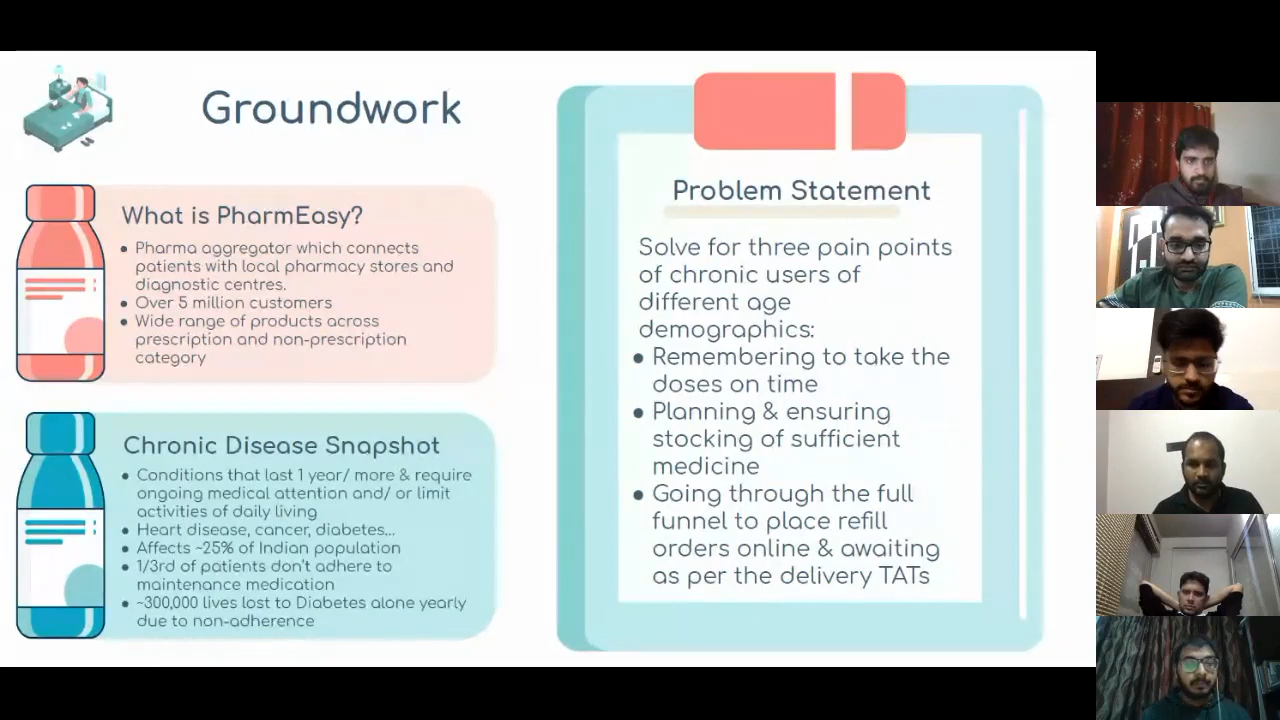 Groundwork
What is PharmEasy?
● Pharma aggregator which connects
patients with local pharmacy stores and
diagnostic centres.
● Over 5 million customers
● Wide range of products across
prescription and non-prescription
category
Chronic Disease Snapshot
● Conditions that last 1 year/ more & require
ongoing medical attention and/ or limit
activities of daily living
● Heart disease, cancer, diabetes...
● Affects ~25% of Indian population
● 1/3rd of patients don't adhere to
maintenance medication
● ~300,000 lives lost to Diabetes alone yearly
due to non-adherence
Problem Statement
Solve for three pain points
of chronic users of
different age
demographics:
● Remembering to take the
doses on time
● Planning & ensuring
stocking of sufficient
medicine
● Going through the full
funnel to place refill
orders online & awaiting
as per the delivery TATs